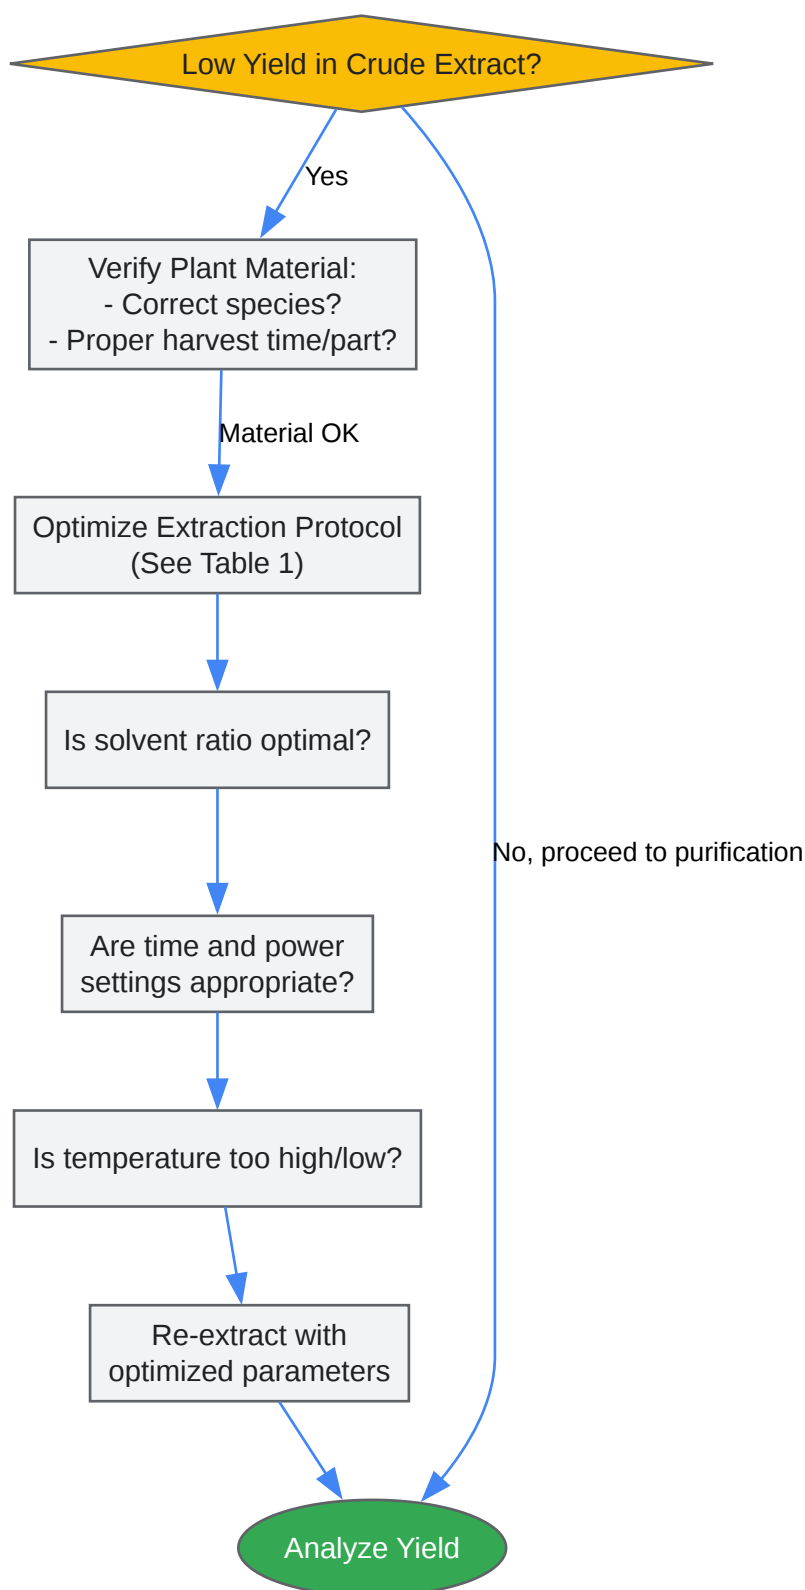 Low Yield in Crude Extract?
Yes
Verify Plant Material:
- Correct species?
- Proper harvest time/part?
Material OK
Optimize Extraction Protocol
(See Table 1)
Is solvent ratio optimal?
No, proceed to purification
Are time and power
settings appropriate?
Is temperature too high/low?
Re-extract with
optimized parameters
Analyze Yield